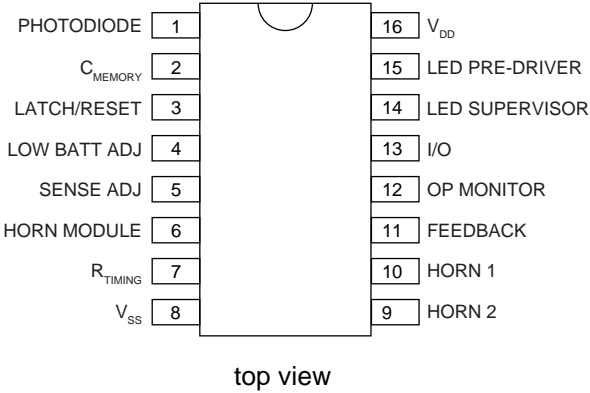 PHOTODIODE 1 16 V_DD
C_MEMORY 2 15 LED PRE-DRIVER
LATCH/RESET 3 14 LED SUPERVISOR
LOW BATT ADJ 4 13 I/O
SENSE ADJ 5 12 OP MONITOR
HORN MODULE 6 11 FEEDBACK
R_TIMING 7 10 HORN 1
V_SS 8 9 HORN 2
top view